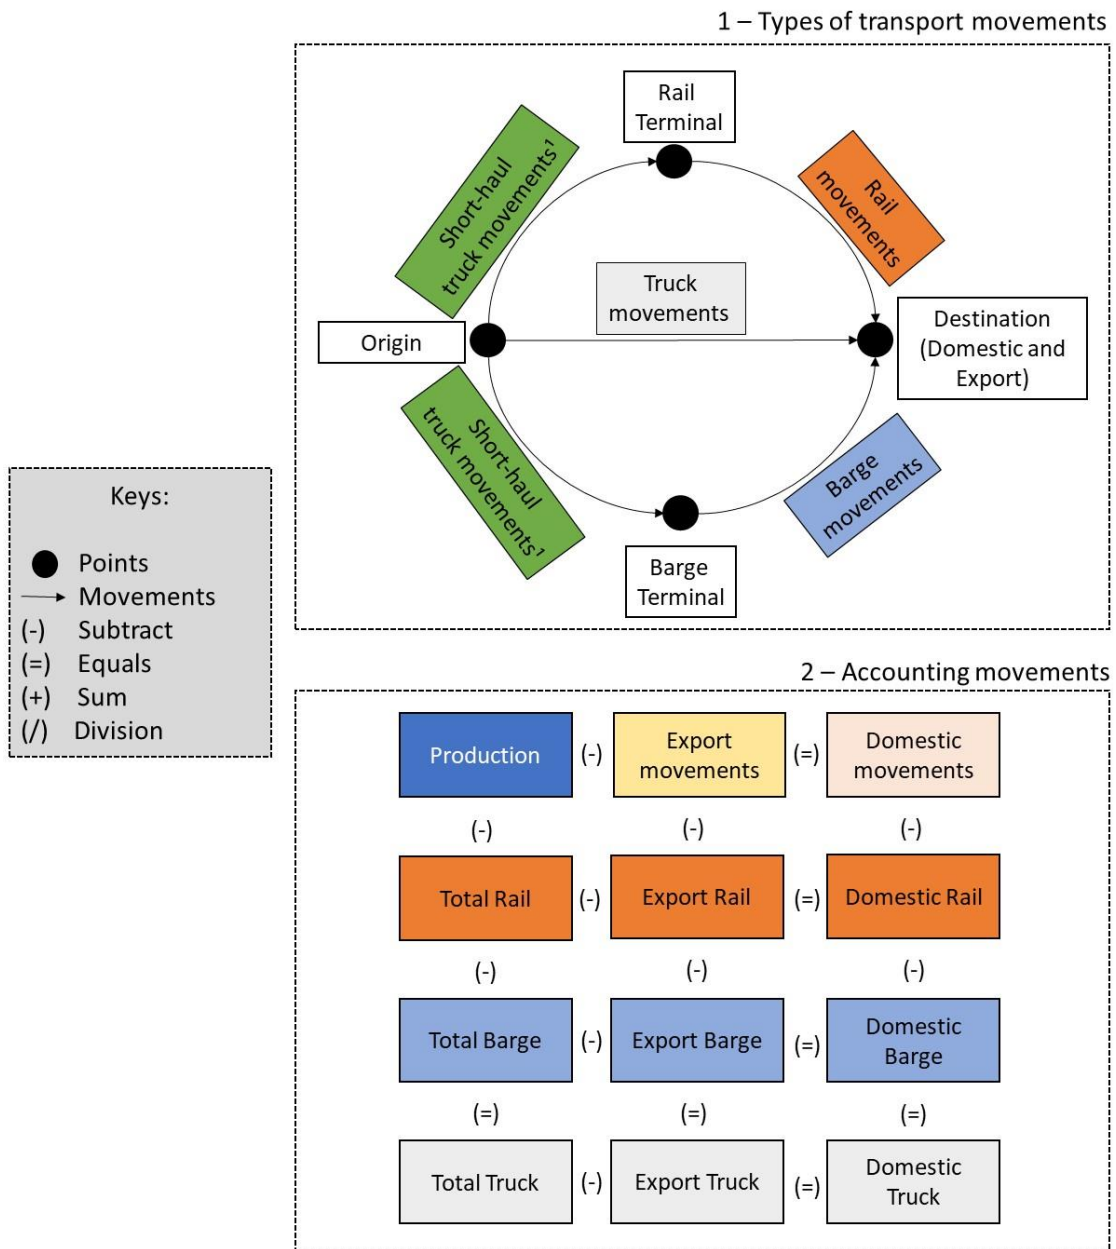 1 – Types of transport movements
Rail
Terminal
Short-haul
truck movements¹
Rail
movements
Truck
movements
Origin
Destination
(Domestic and
Export)
Short-haul
truck movements¹
Barge
movements
Barge
Terminal
Keys:
Points
Movements
(-) Subtract
(=) Equals
(+) Sum
(/) Division
2 – Accounting movements
Production (-) Export movements (=) Domestic movements
(-) (-) (-)
Total Rail (-) Export Rail (=) Domestic Rail
(-) (-) (-)
Total Barge (-) Export Barge (=) Domestic Barge
(=) (=) (=)
Total Truck (-) Export Truck (=) Domestic Truck